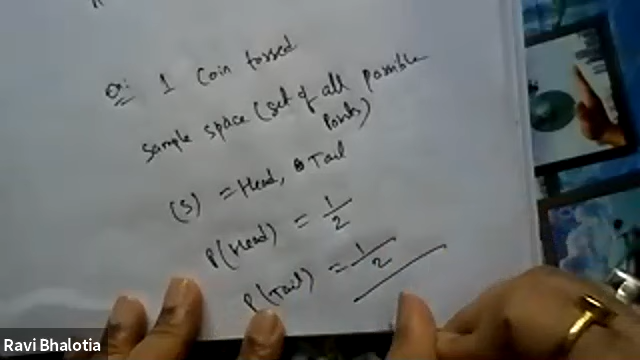 Ex: 1 Coin tossed
Sample space (set of all possible
Points)
(S) = Head, Tail
P(Head) = 1/2
P(Tail) = 1/2
Ravi Bhalotia